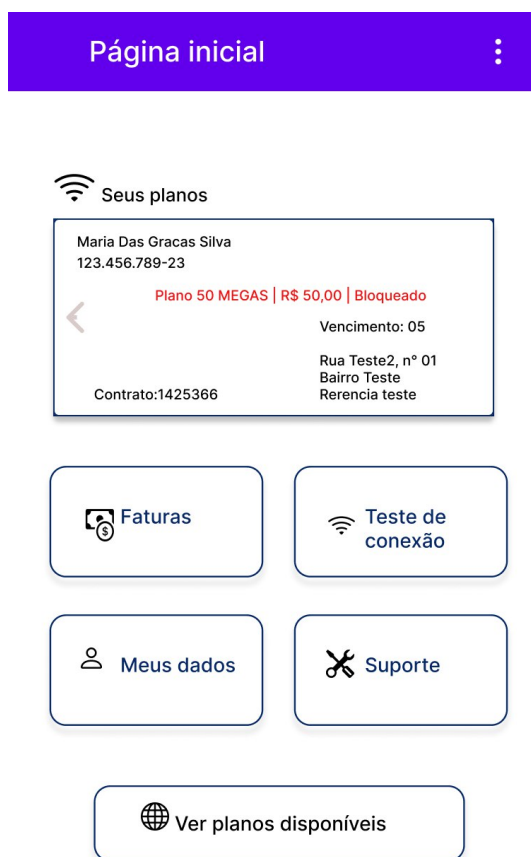 Página inicial
Seus planos
Maria Das Gracas Silva
123.456.789-23
Plano 50 MEGAS | R$ 50,00 | Bloqueado
Vencimento: 05
Rua Teste2, n° 01
Bairro Teste
Contrato:1425366
Rerencia teste
Faturas
Teste de
conexão
Meus dados
Suporte
Ver planos disponíveis